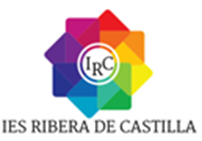 IRC
IES RIBERA DE CASTILLA